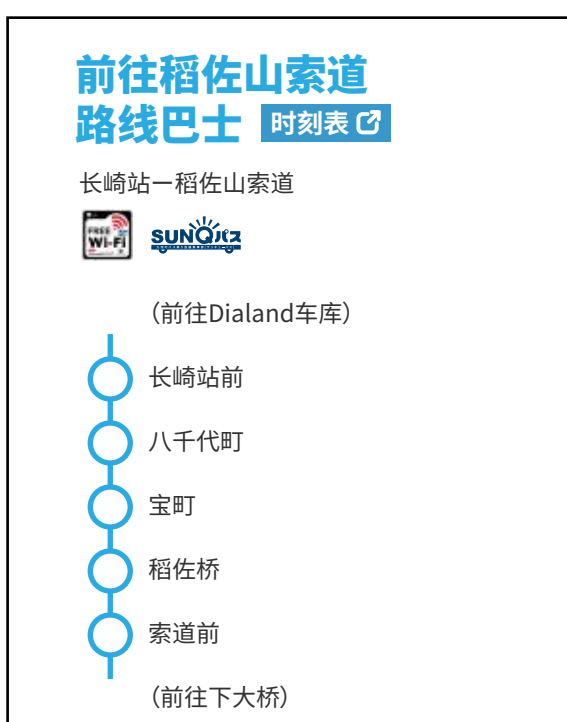 前往稻佐山索道
路线巴士 时刻表
长崎站ー稻佐山索道
FREE
Wi-Fi
SUNQパス
（前往Dialand车库）
长崎站前
八千代町
宝町
稻佐桥
索道前
（前往下大桥）